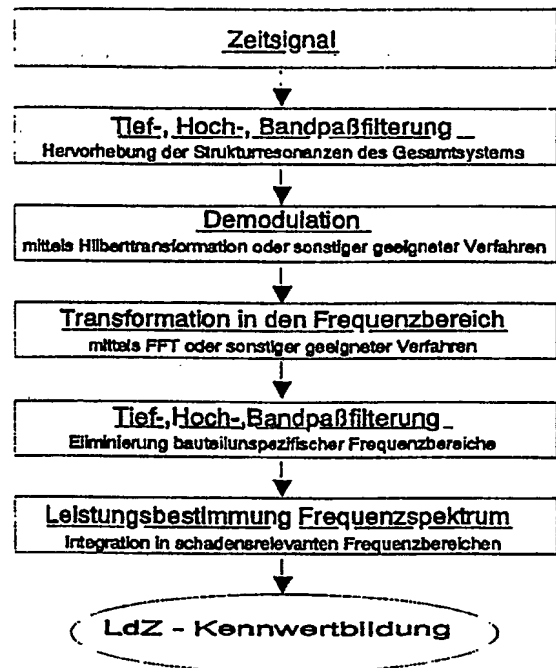 Zeitsignal
Tief-, Hoch-, Bandpaßfilterung
Hervorhebung der Strukturresonanzen des Gesamtsystems
Demodulation
mittels Hilberttransformation oder sonstiger geeigneter Verfahren
Transformation in den Frequenzbereich
mittels FFT oder sonstiger geeigneter Verfahren
Tief-,Hoch-,Bandpaßfilterung
Eliminierung bauteilunspezifischer Frequenzbereiche
Leistungsbestimmung Frequenzspektrum
Integration in schadensrelevanten Frequenzbereichen
LdZ - Kennwertbildung